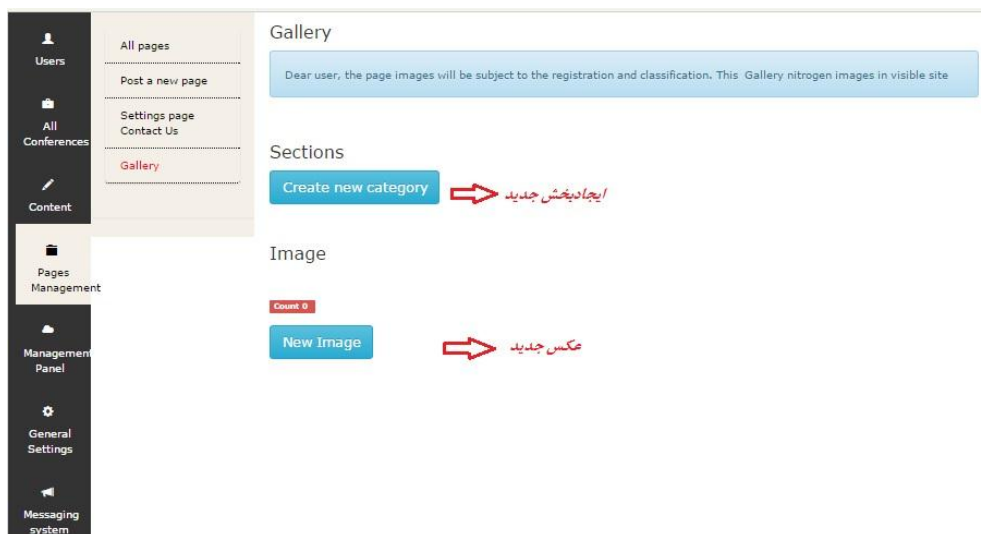 Users
All
Conferences
Content
Pages
Management
Management
Panel
General
Settings
Messaging
system
All pages
Post a new page
Settings page
Contact Us
Gallery
Gallery
Dear user, the page images will be subject to the registration and classification. This Gallery nitrogen images in visible site
Sections
Create new category
ایجادبخش جدید
Image
Count 0
New Image
عکس جدید